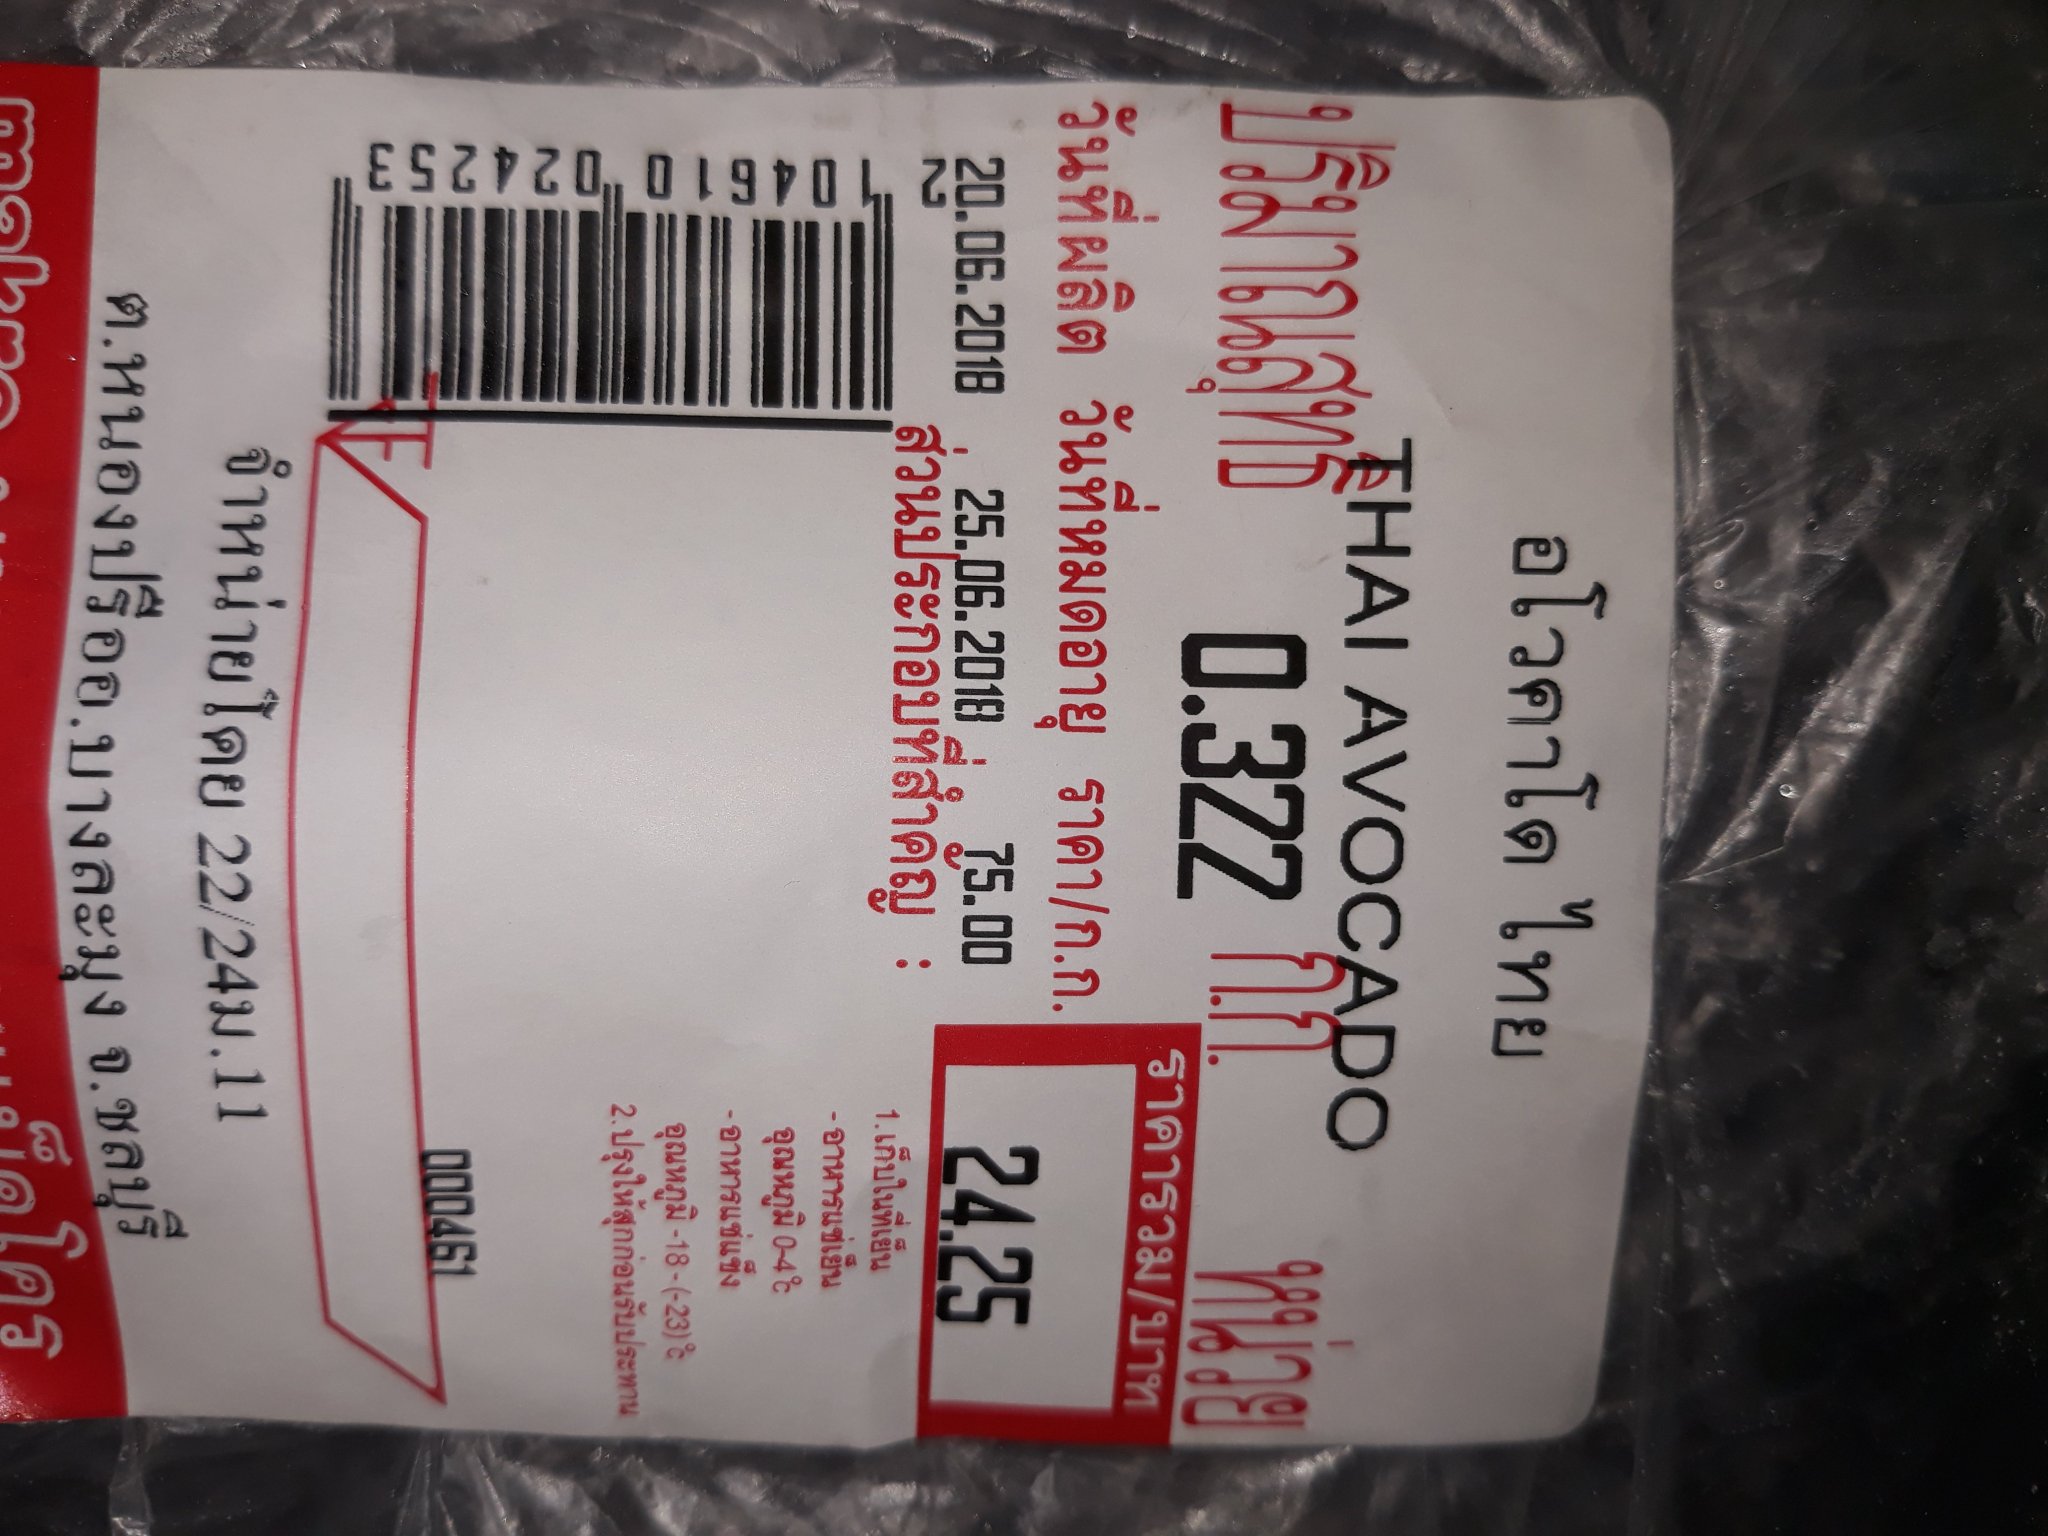 อโวคาโด ไทย
THAI AVOCADO
ปริมาณสุทธิ 0.322 ก.ก. หน่วย
วันที่ผลิต วันที่หมดอายุ ราคา/ก.ก. ราคารวม/บาท
20.06.2018 25.06.2018 75.00 24.25
ส่วนประกอบที่สำคัญ :
2 104610 024253
1.เก็บในที่เย็น
- อาหารแช่เย็น
อุณหภูมิ 0-4°C
- อาหารแช่แข็ง
อุณหภูมิ -18 - (-23)°C
2.ปรุงให้สุกก่อนรับประทาน
000461
จำหน่ายโดย 22/24ม.11
ต.หนองปรือ อ.บางละมุง จ.ชลบุรี